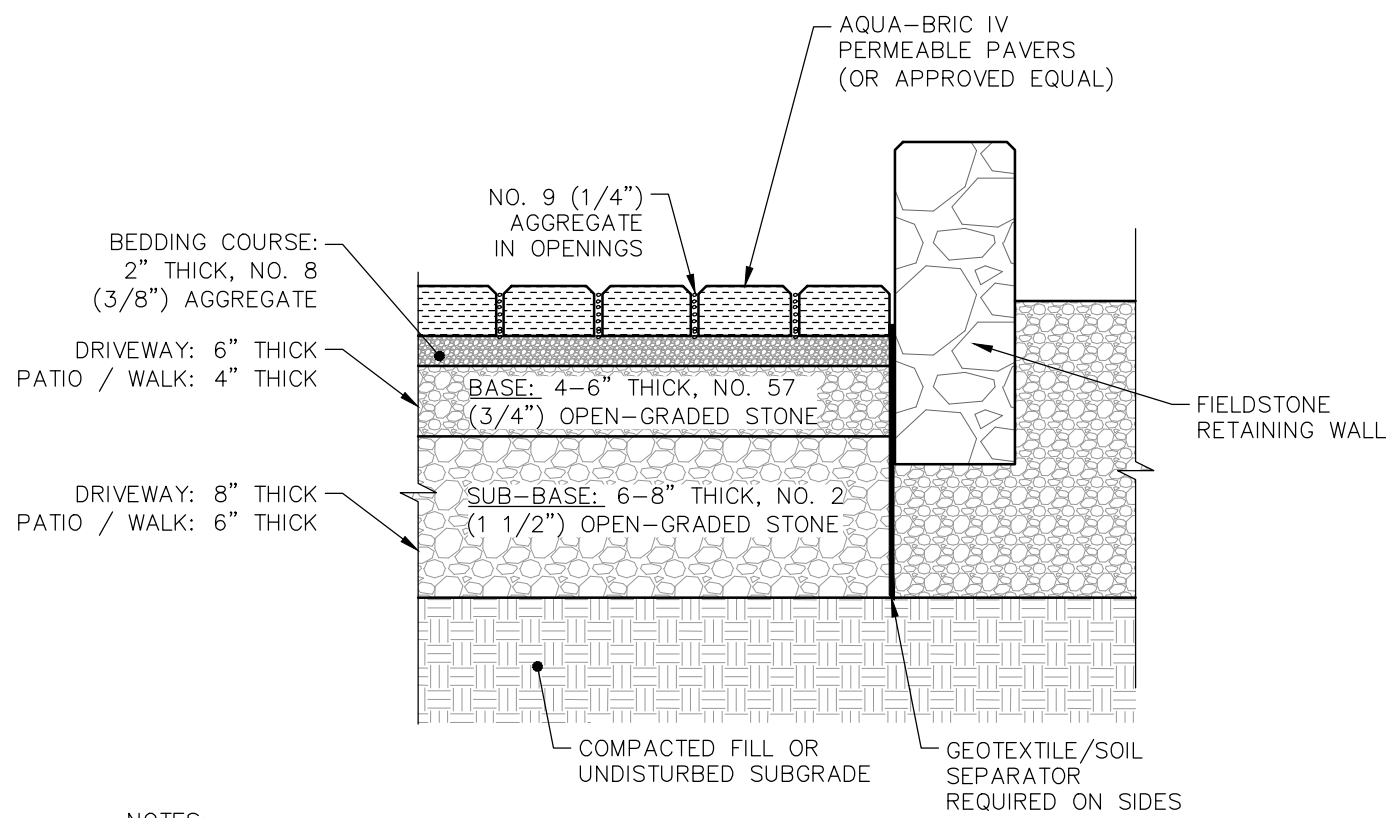 AQUA-BRIC IV
PERMEABLE PAVERS
(OR APPROVED EQUAL)
NO. 9 (1/4")
AGGREGATE
IN OPENINGS
BEDDING COURSE:
2" THICK, NO. 8
(3/8") AGGREGATE
DRIVEWAY: 6" THICK
PATIO / WALK: 4" THICK
BASE: 4-6" THICK, NO. 57
(3/4") OPEN-GRADED STONE
FIELDSTONE
RETAINING WALL
DRIVEWAY: 8" THICK
PATIO / WALK: 6" THICK
SUB-BASE: 6-8" THICK, NO. 2
(1 1/2") OPEN-GRADED STONE
COMPACTED FILL OR
UNDISTURBED SUBGRADE
GEOTEXTILE/SOIL
SEPARATOR
REQUIRED ON SIDES
NOTES